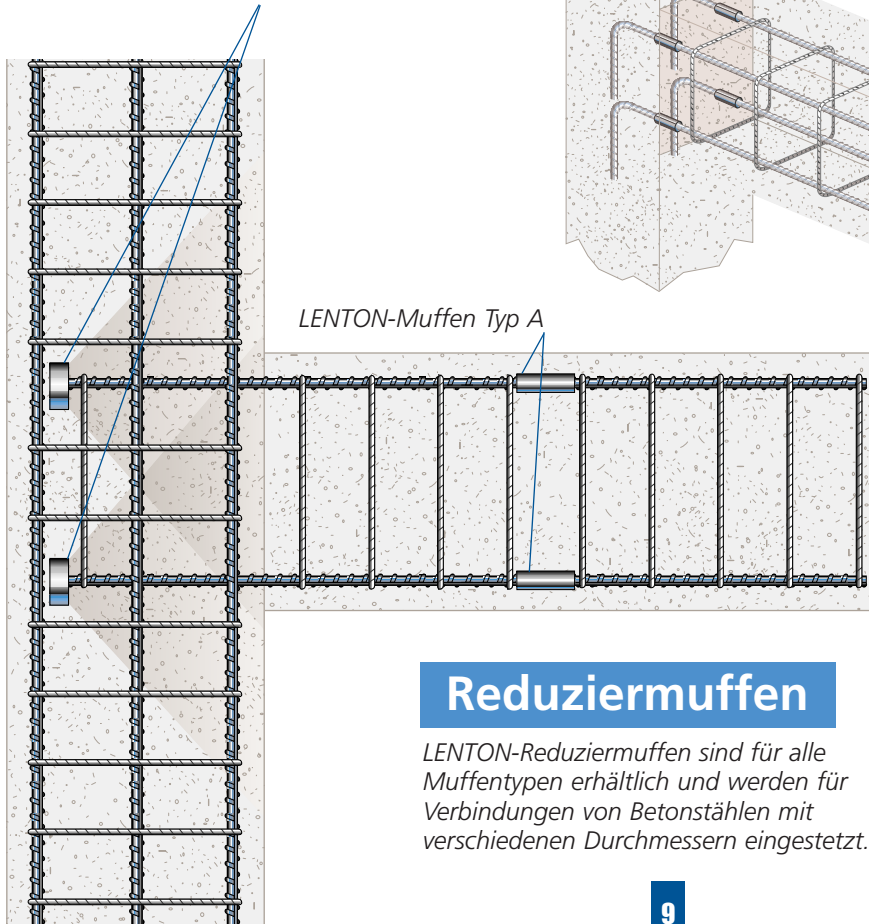 LENTON-Muffen Typ A
Reduziermuffen
LENTON-Reduziermuffen sind für alle
Muffentypen erhältlich und werden für
Verbindungen von Betonstählen mit
verschiedenen Durchmessern eingestetzt.
9